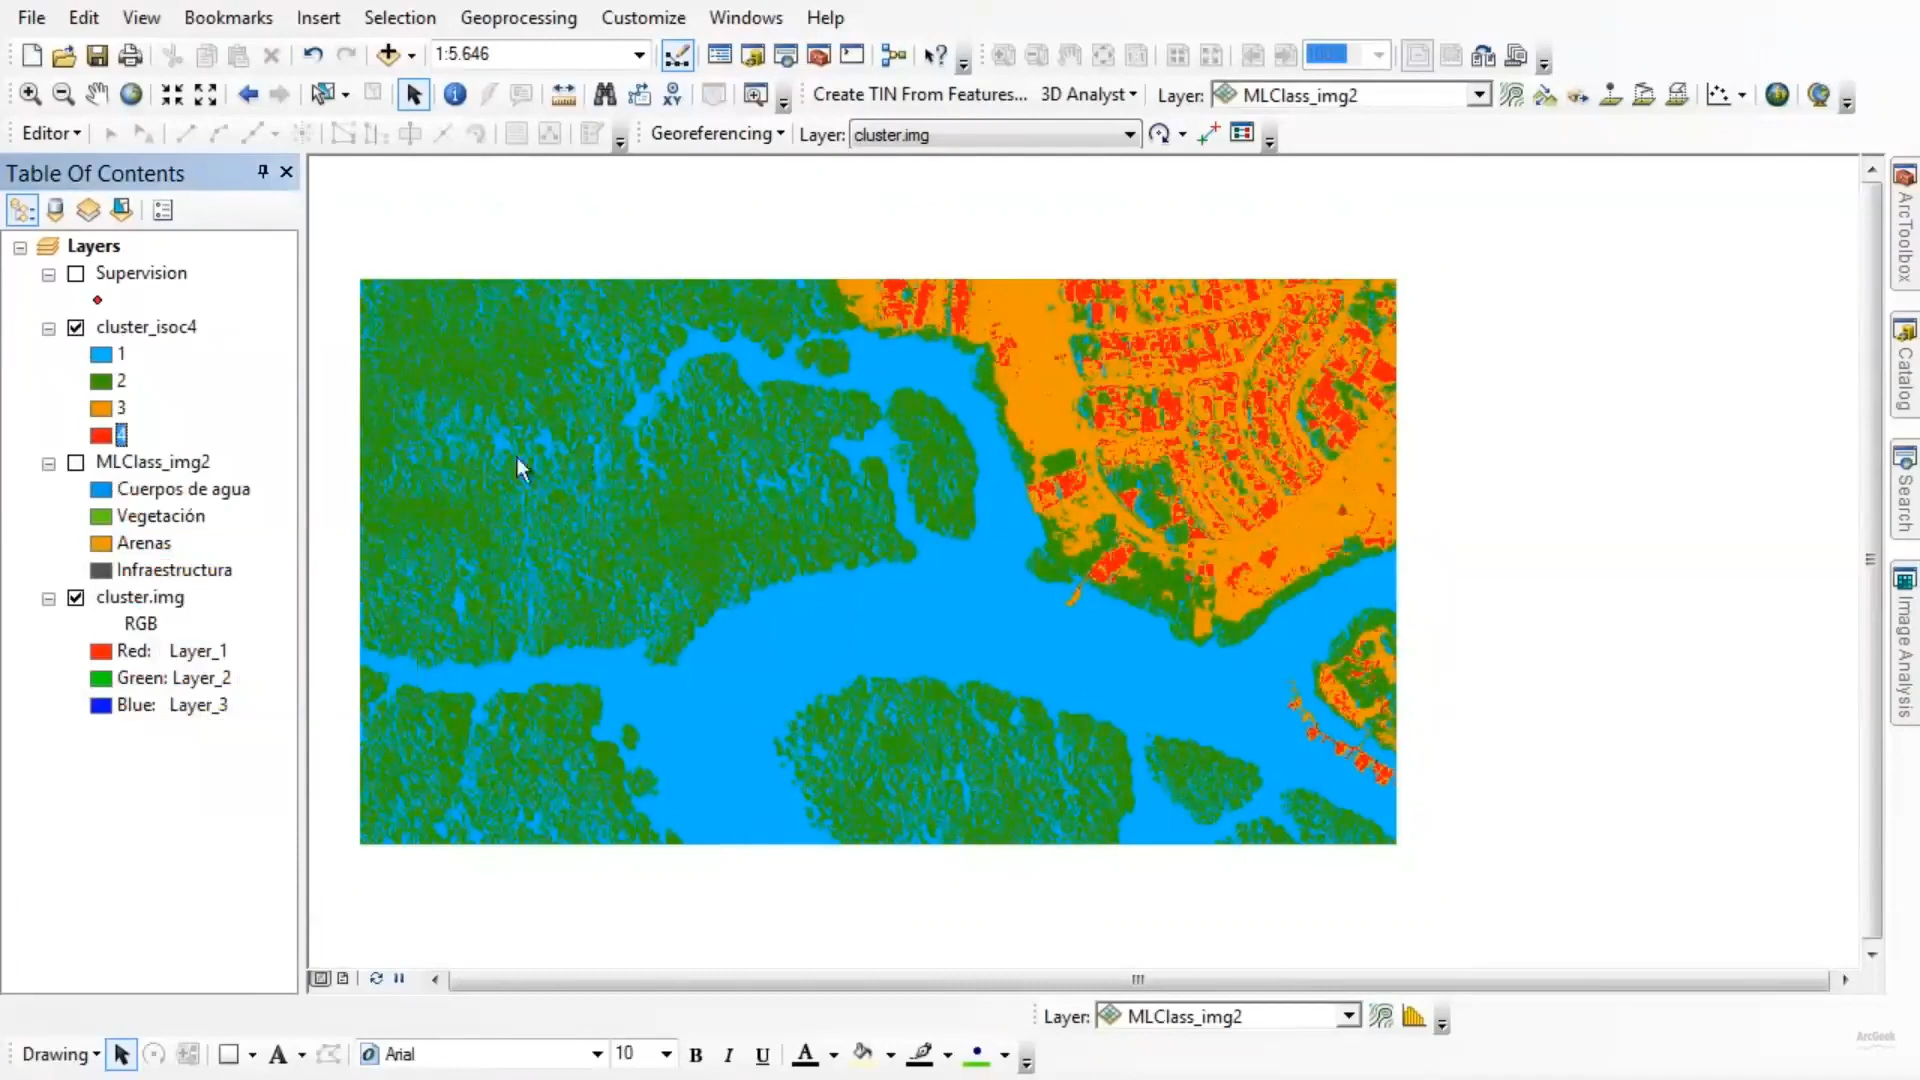 File Edit View Bookmarks Insert Selection Geoprocessing Customize Windows Help
1:5.646
Create TIN From Features... 3D Analyst Layer: MLClass_img2
Editor Georeferencing Layer: cluster.img
Table Of Contents
Layers
Supervision
cluster_isoc4
1
2
3
4
MLClass_img2
Cuerpos de agua
Vegetación
Arenas
Infraestructura
cluster.img
RGB
Red: Layer_1
Green: Layer_2
Blue: Layer_3
ArcToolbox
Catalog
Search
Image Analysis
Layer: MLClass_img2
Drawing A Arial 10 B I U A
ArcGeek